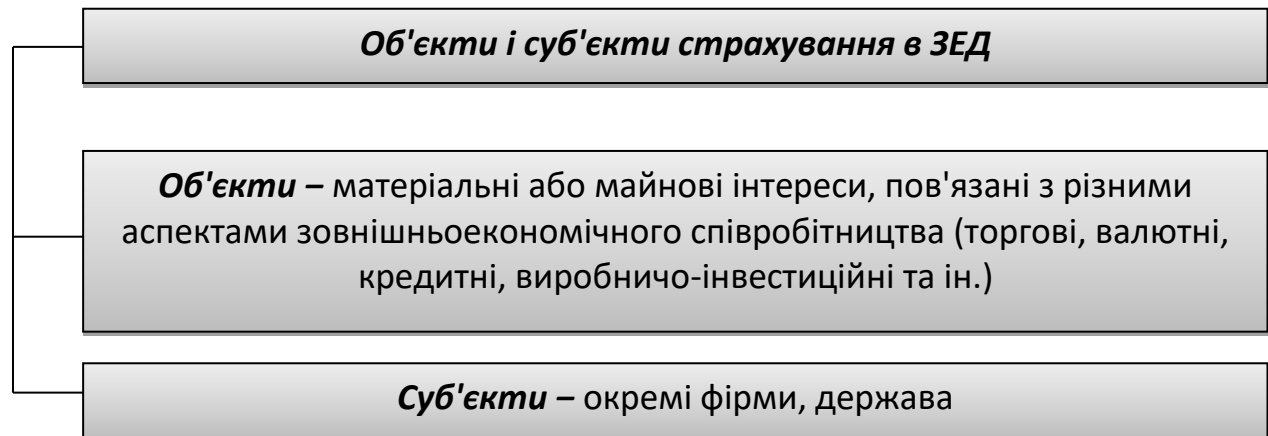 Об'єкти і суб'єкти страхування в ЗЕД
Об'єкти – матеріальні або майнові інтереси, пов'язані з різними
аспектами зовнішньоекономічного співробітництва (торгові, валютні,
кредитні, виробничо-інвестиційні та ін.)
Суб'єкти – окремі фірми, держава